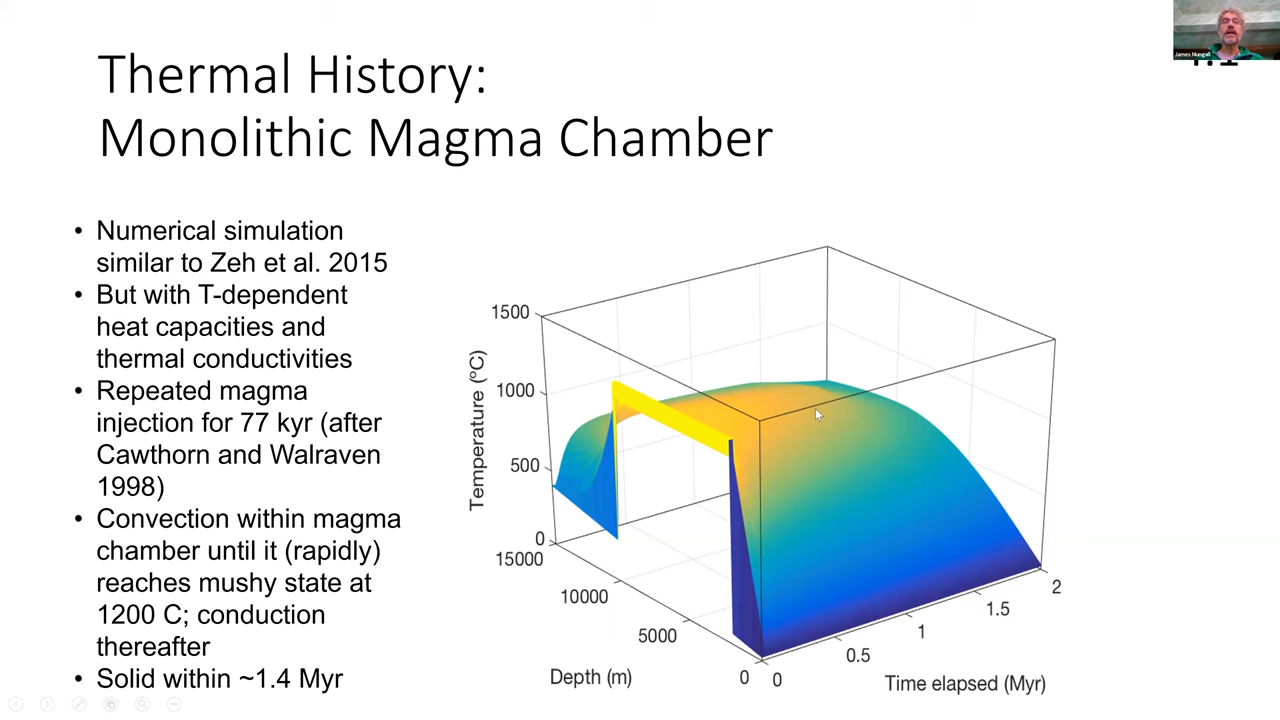 Thermal History:
Monolithic Magma Chamber
James Mungall
• Numerical simulation
similar to Zeh et al. 2015
• But with T-dependent
heat capacities and
thermal conductivities
• Repeated magma
injection for 77 kyr (after
Cawthorn and Walraven
1998)
• Convection within magma
chamber until it (rapidly)
reaches mushy state at
1200 C; conduction
thereafter
• Solid within ~1.4 Myr
1500
1000
500
0
Temperature (ºC)
15000
10000
5000
0
Depth (m)
0
0.5
1
1.5
2
Time elapsed (Myr)